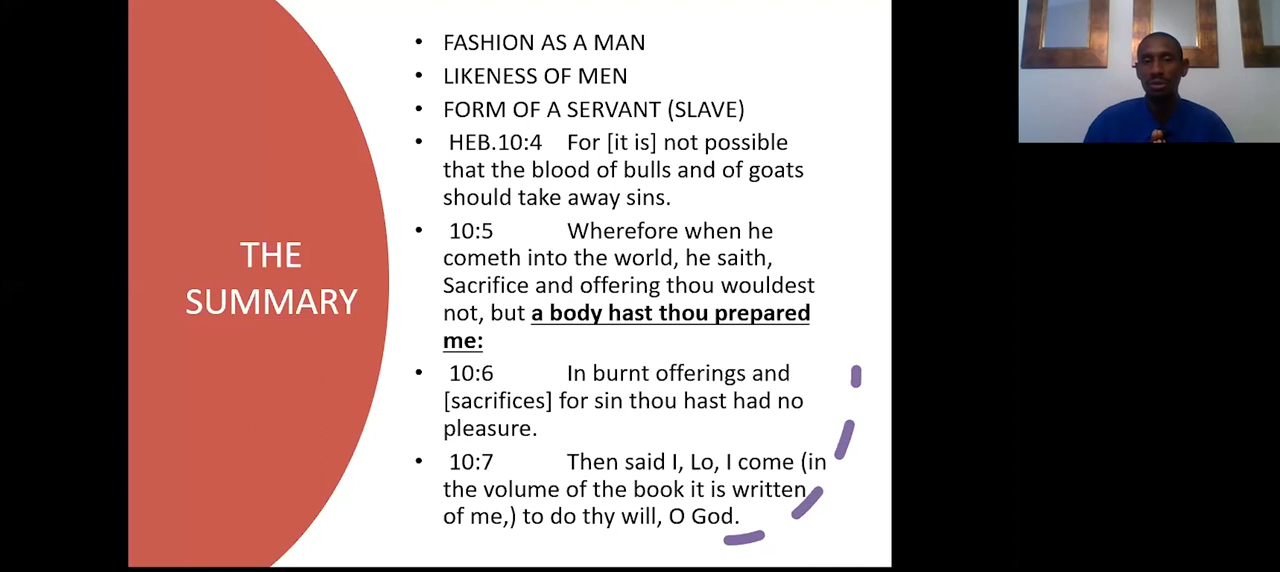 THE
SUMMARY
• FASHION AS A MAN
• LIKENESS OF MEN
• FORM OF A SERVANT (SLAVE)
• HEB.10:4 For [it is] not possible
that the blood of bulls and of goats
should take away sins.
• 10:5 Wherefore when he
cometh into the world, he saith,
Sacrifice and offering thou wouldest
not, but a body hast thou prepared
me:
• 10:6 In burnt offerings and
[sacrifices] for sin thou hast had no
pleasure.
• 10:7 Then said I, Lo, I come (in
the volume of the book it is written
of me,) to do thy will, O God.